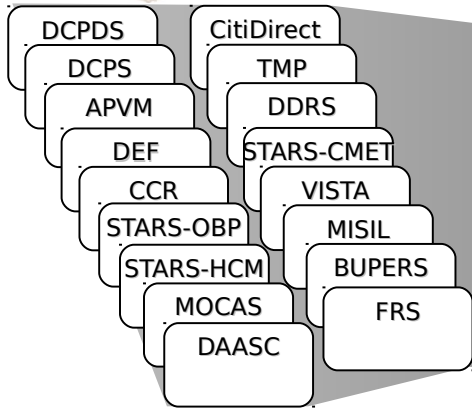 DCPDS
DCPS
APVM
DEF
CCR
STARS-OBP
STARS-HCM
MOCAS
DAASC
CitiDirect
TMP
DDRS
STARS-CMET
VISTA
MISIL
BUPERS
FRS